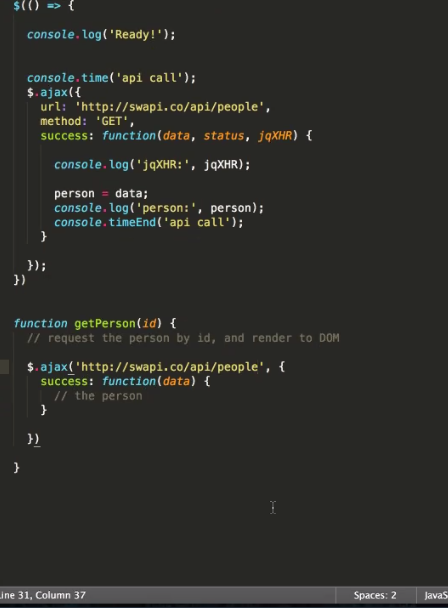 $(() => {
console.log('Ready!');
console.time('api call');
$.ajax({
url: 'http://swapi.co/api/people',
method: 'GET',
success: function(data, status, jqXHR) {
console.log('jqXHR:', jqXHR);
person = data;
console.log('person:', person);
console.timeEnd('api call');
}
});
})
function getPerson(id) {
// request the person by id, and render to DOM
$.ajax('http://swapi.co/api/people', {
success: function(data) {
// the person
}
})
}
ine 31, Column 37
Spaces: 2
JavaS